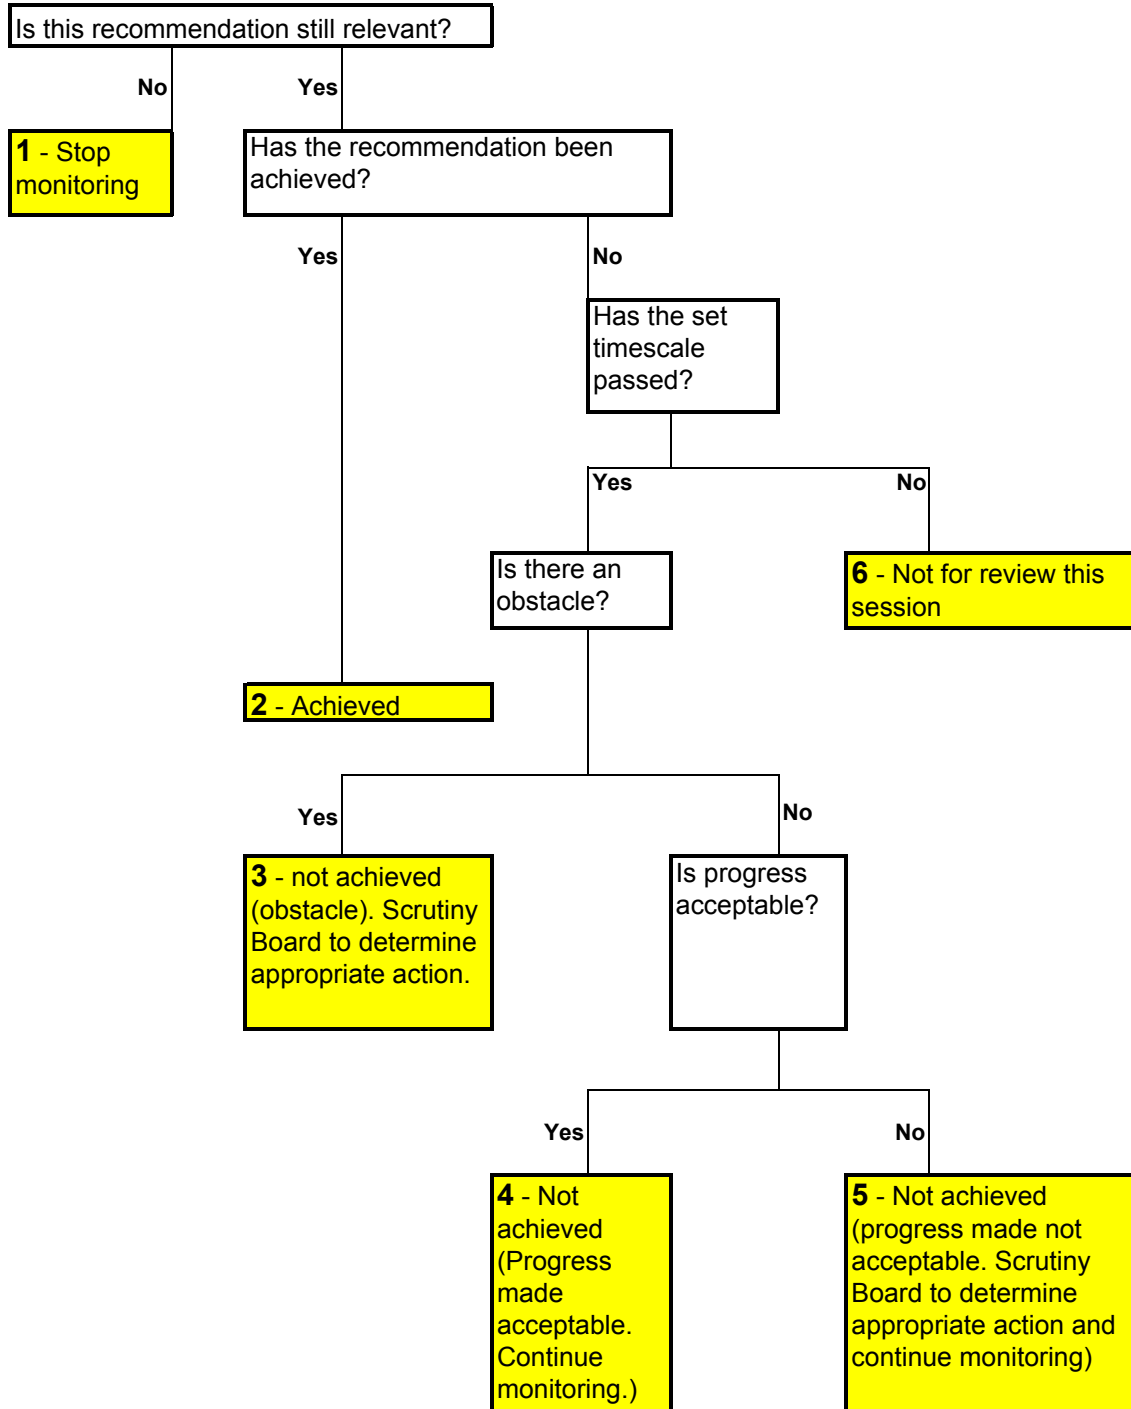 Is this recommendation still relevant?
No
Yes
1 - Stop
monitoring
Has the recommendation been
achieved?
Yes
No
Has the set
timescale
passed?
Yes
No
Is there an
obstacle?
6 - Not for review this
session
2 - Achieved
Yes
No
3 - not achieved
(obstacle). Scrutiny
Board to determine
appropriate action.
Is progress
acceptable?
Yes
No
4 - Not
achieved
(Progress
made
acceptable.
Continue
monitoring.)
5 - Not achieved
(progress made not
acceptable. Scrutiny
Board to determine
appropriate action and
continue monitoring)